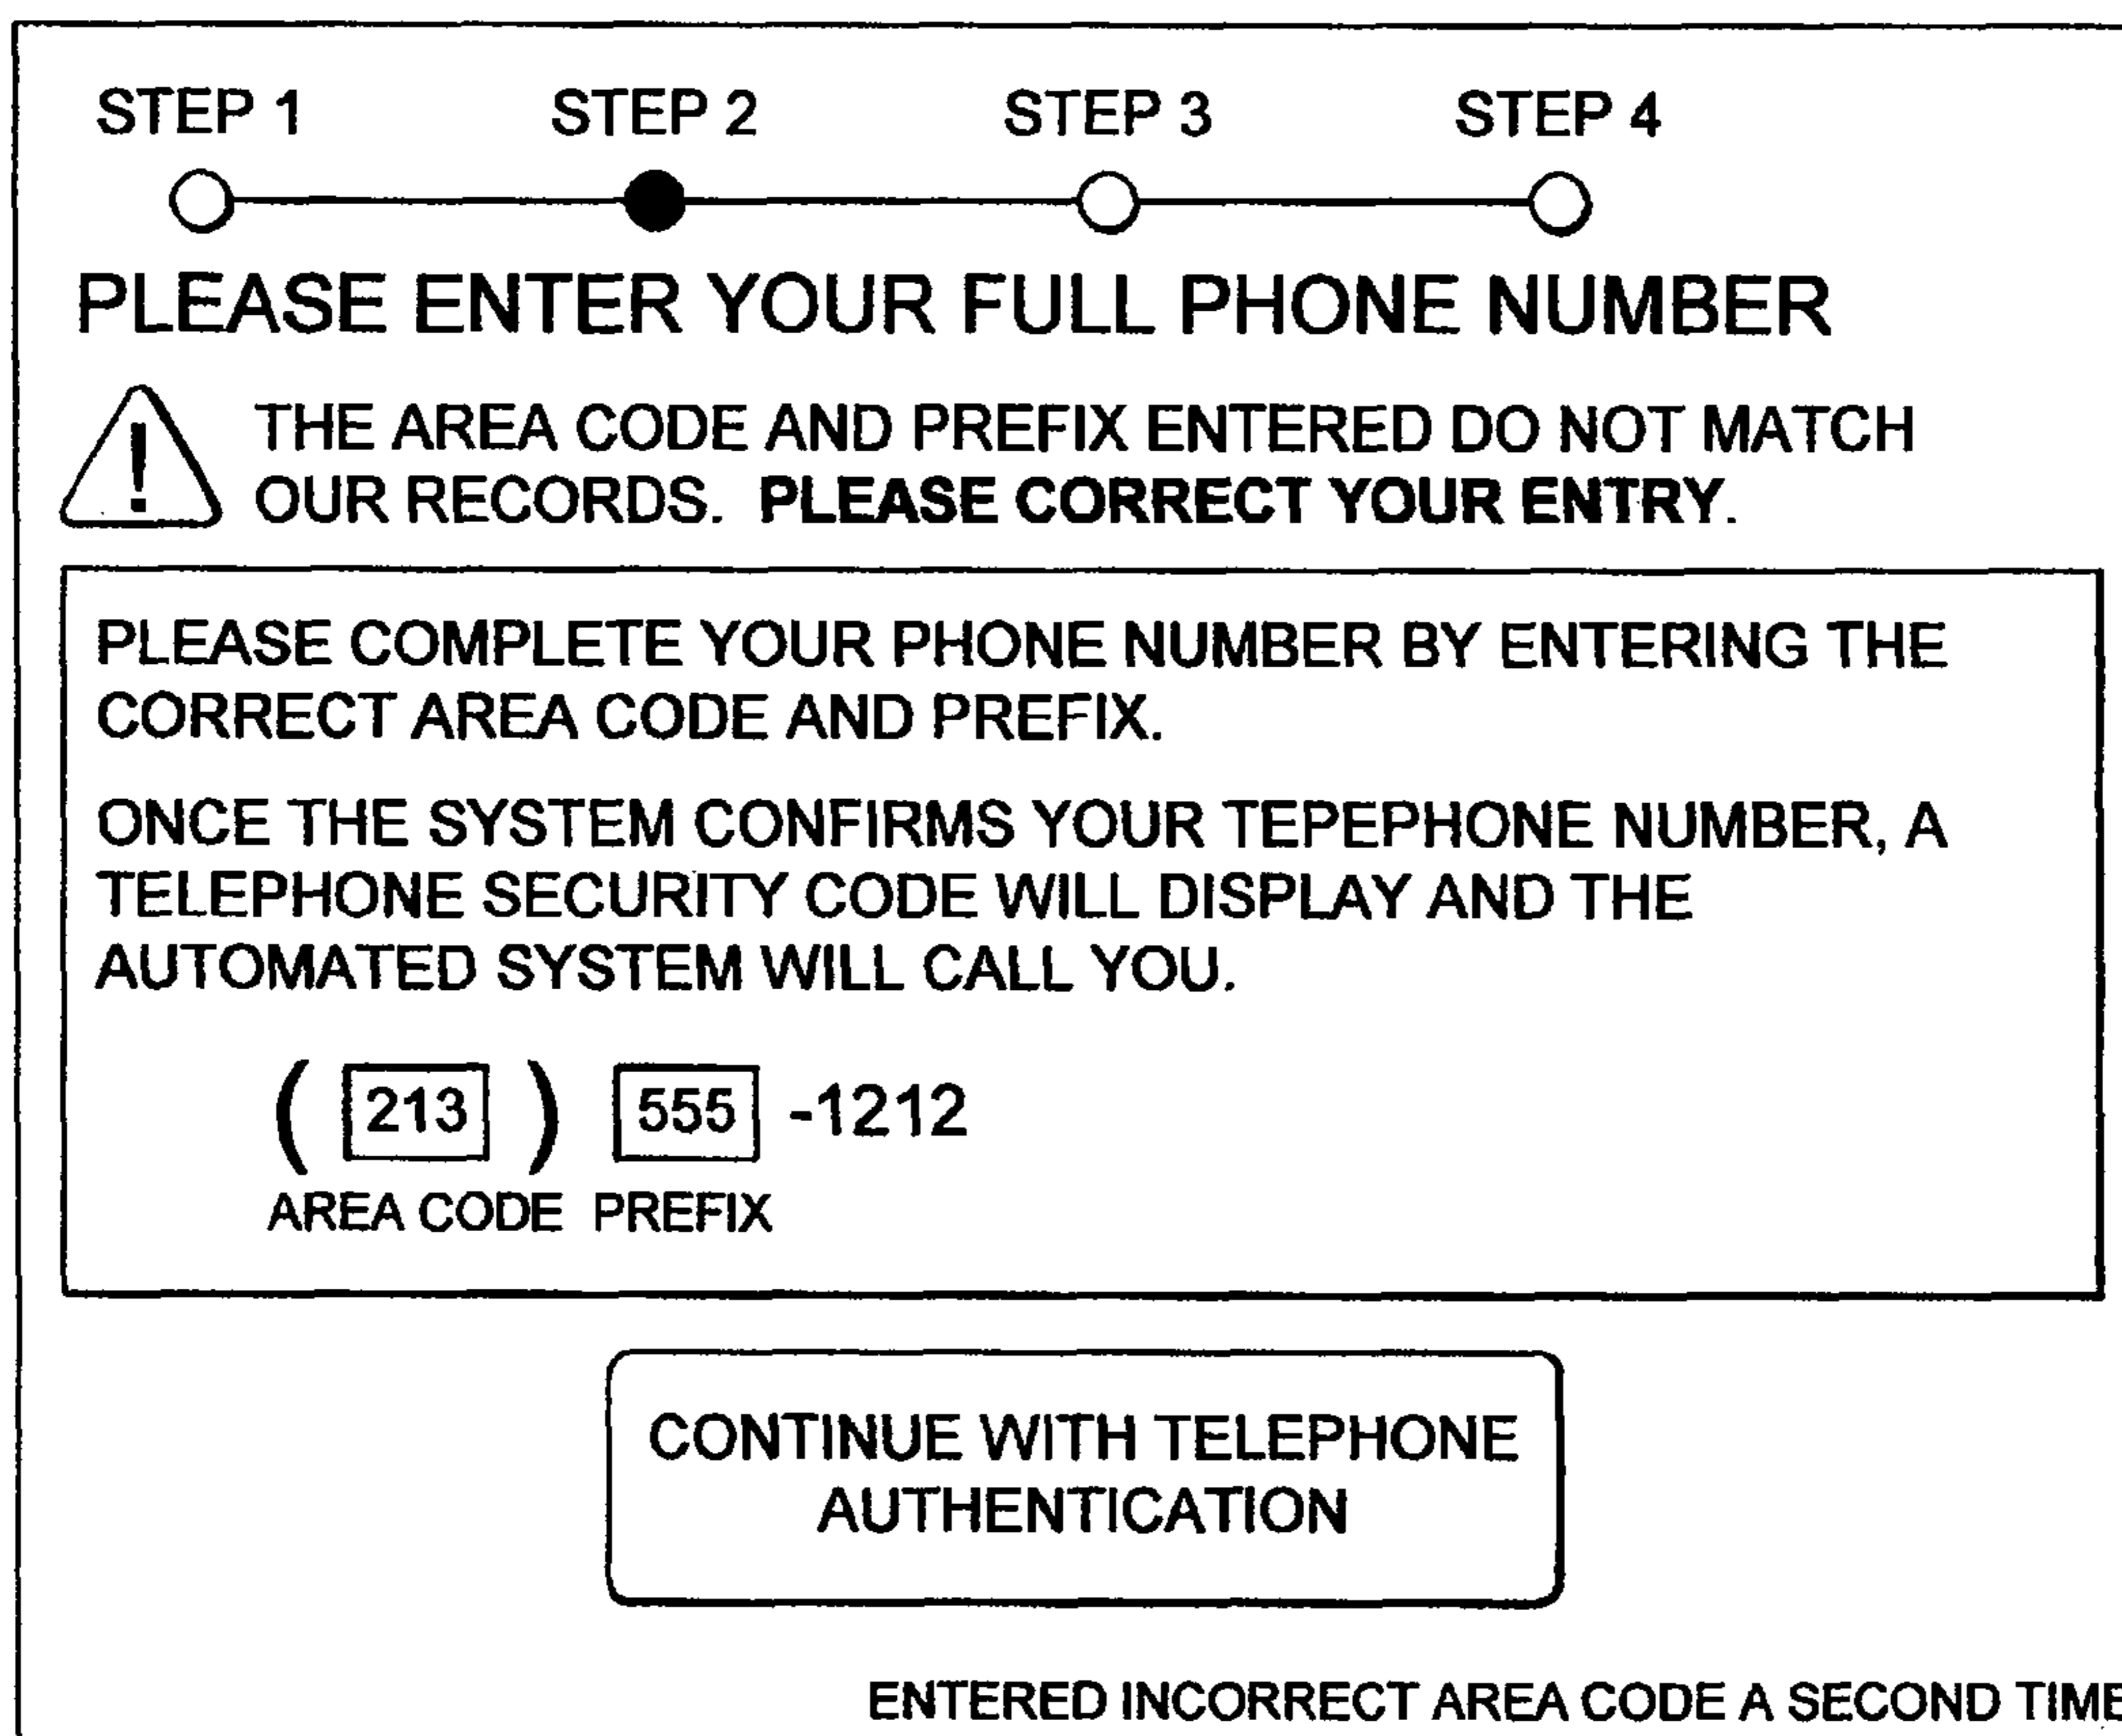 STEP 1 STEP 2 STEP 3 STEP 4
PLEASE ENTER YOUR FULL PHONE NUMBER
! THE AREA CODE AND PREFIX ENTERED DO NOT MATCH
OUR RECORDS. PLEASE CORRECT YOUR ENTRY.
PLEASE COMPLETE YOUR PHONE NUMBER BY ENTERING THE
CORRECT AREA CODE AND PREFIX.
ONCE THE SYSTEM CONFIRMS YOUR TEPEPHONE NUMBER, A
TELEPHONE SECURITY CODE WILL DISPLAY AND THE
AUTOMATED SYSTEM WILL CALL YOU.
( 213 ) 555 -1212
AREA CODE PREFIX
CONTINUE WITH TELEPHONE
AUTHENTICATION
ENTERED INCORRECT AREA CODE A SECOND TIME